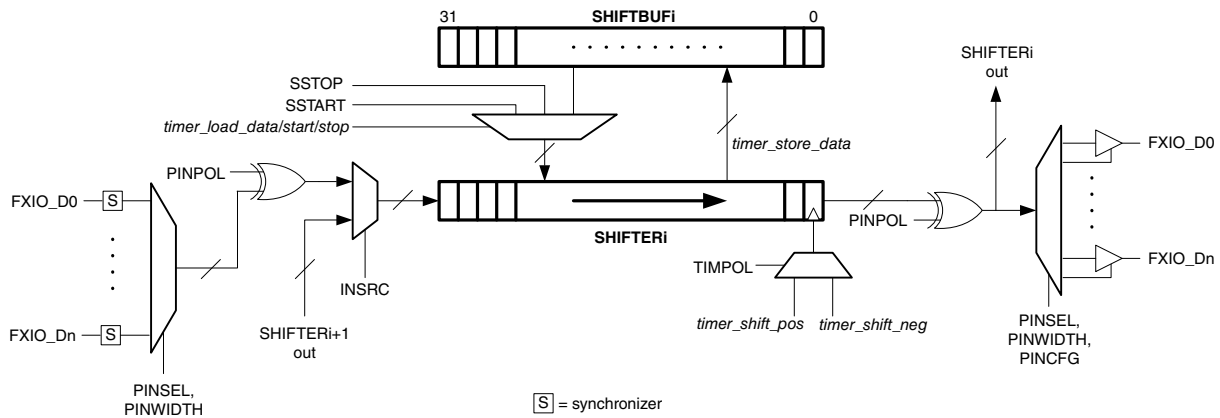 31
SHIFTBUFi
0
SSTOP
SSTART
timer_load_data/start/stop
timer_store_data
SHIFTERi
out
PINPOL
FXIO_D0
S
FXIO_Dn
S
PINSEL,
PINWIDTH
INSRC
SHIFTERi+1
out
SHIFTERi
TIMPOL
timer_shift_pos
timer_shift_neg
PINPOL
FXIO_D0
FXIO_Dn
PINSEL,
PINWIDTH,
PINCFG
S = synchronizer